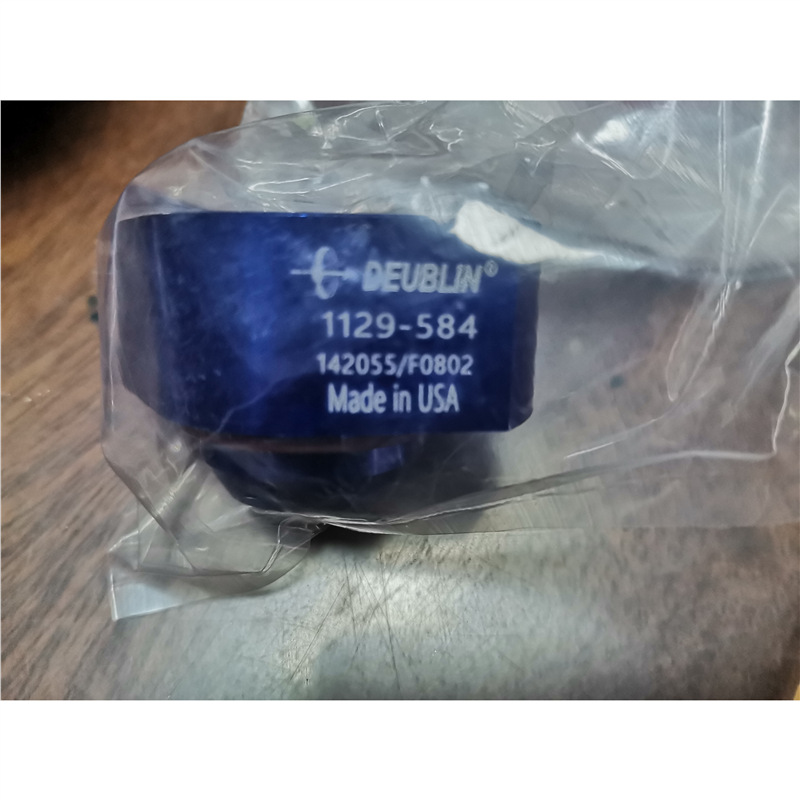 DEUBLIN®
1129-584
142055/F0802
Made in USA